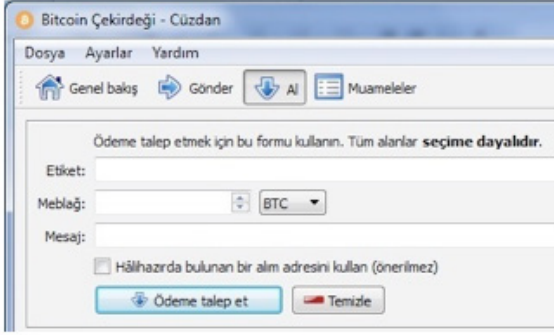 Bitcoin Çekirdeği - Cüzdan
Dosya Ayarlar Yardım
Genel bakış Gönder Al Muameleler
Ödeme talep etmek için bu formu kullanın. Tüm alanlar seçime dayalıdır.
Etiket:
Meblağ: BTC
Mesaj:
Hâlihazırda bulunan bir alım adresini kullan (önerilmez)
Ödeme talep et Temizle